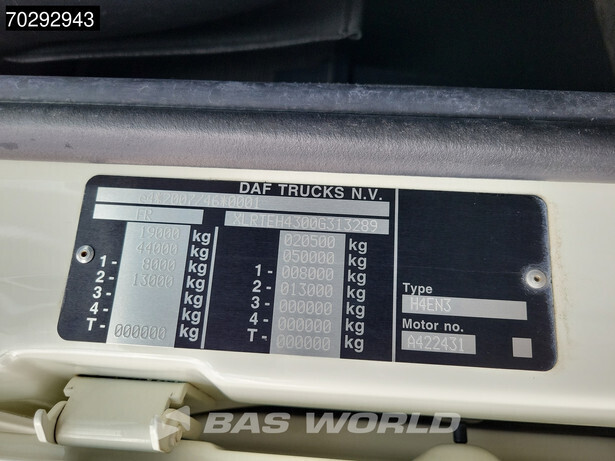 70292943
DAF TRUCKS N.V.
MR
XLRTEH4300G313289
19000 kg
44000 kg
1- 8000 kg
2- 13000 kg
3- kg
4- kg
T- 000000 kg
020500 kg
050000 kg
1- 008000 kg
2- 013000 kg
3- 000000 kg
4- 000000 kg
T- 000000 kg
Type
H4EN3
Motor no.
A422431
BAS WORLD